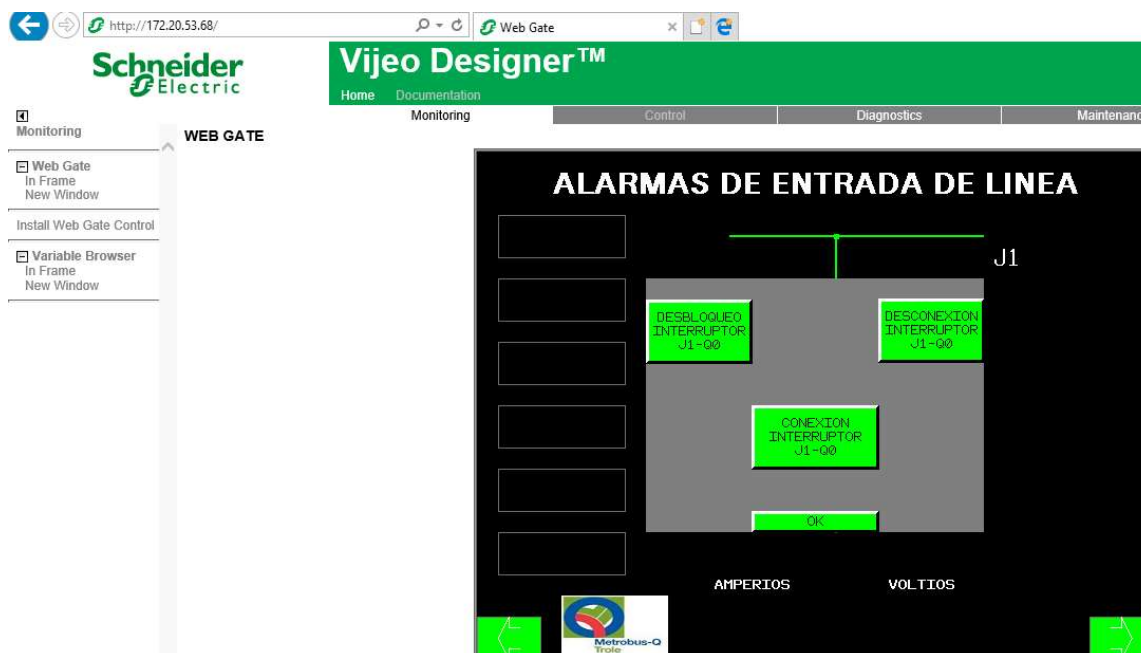 http://172.20.53.68/
Web Gate
Schneider
Electric
Vijeo Designer™
Home Documentation
Monitoring Control Diagnostics Maintenanc
Monitoring
WEB GATE
Web Gate
In Frame
New Window
Install Web Gate Control
Variable Browser
In Frame
New Window
ALARMAS DE ENTRADA DE LINEA
J1
DESBLOQUEO
INTERRUPTOR
J1-Q0
DESCONEXION
INTERRUPTOR
J1-Q0
CONEXION
INTERRUPTOR
J1-Q0
OK
AMPERIOS VOLTIOS
Metrobus-Q
Trole